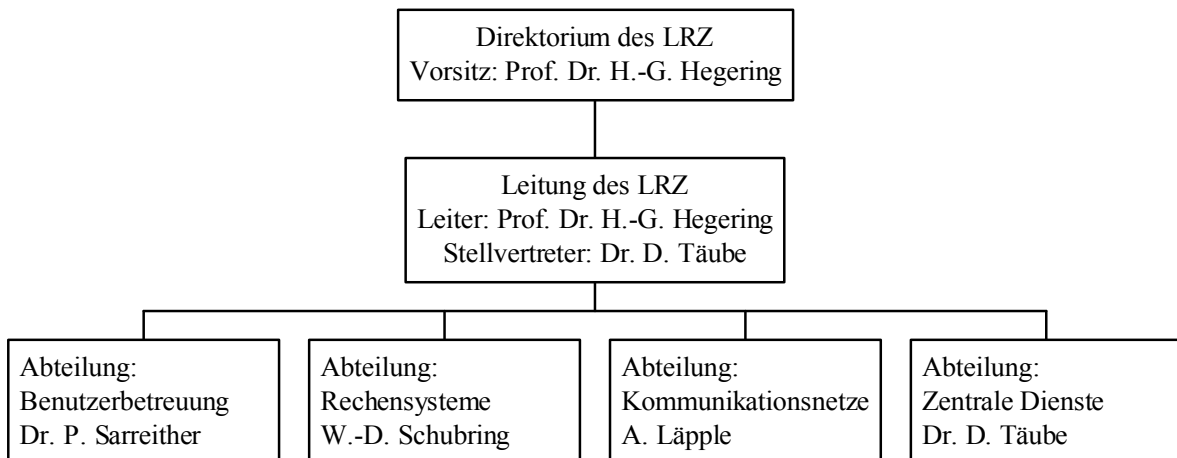 Direktorium des LRZ
Vorsitz: Prof. Dr. H.-G. Hegering
Leitung des LRZ
Leiter: Prof. Dr. H.-G. Hegering
Stellvertreter: Dr. D. Täube
Abteilung:
Benutzerbetreuung
Dr. P. Sarreither
Abteilung:
Rechensysteme
W.-D. Schubring
Abteilung:
Kommunikationsnetze
A. Läpple
Abteilung:
Zentrale Dienste
Dr. D. Täube